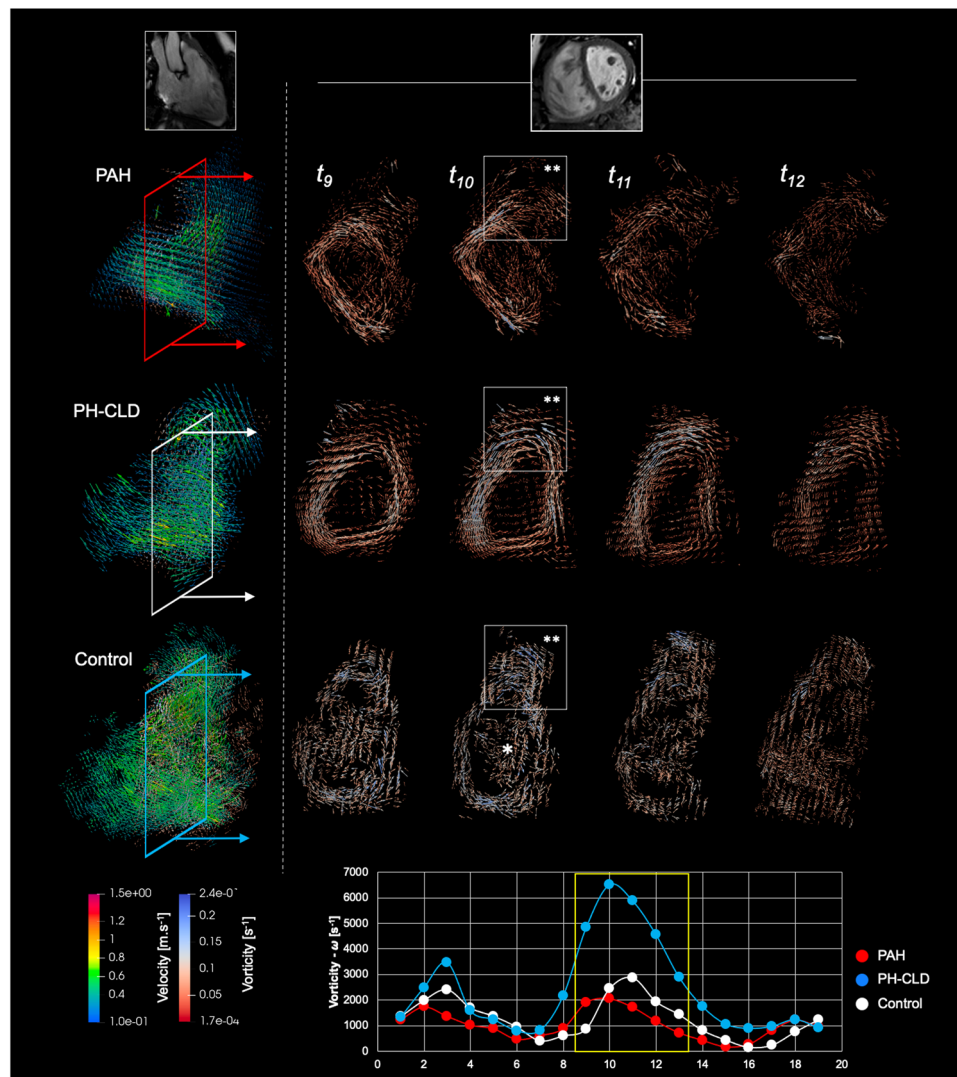 PAH
t9
t10
**
t11
t12
PH-CLD
**
Control
**
*
1.5e+00
1.2
1
0.8
0.6
0.4
1.0e-01
Velocity [m.s-1]
2.4e-01
0.2
0.15
0.1
0.05
1.7e-04
Vorticity [s-1]
Vorticity - ω [s-1]
7000
6000
5000
4000
3000
2000
1000
0
0 2 4 6 8 10 12 14 16 18 20
PAH
PH-CLD
Control